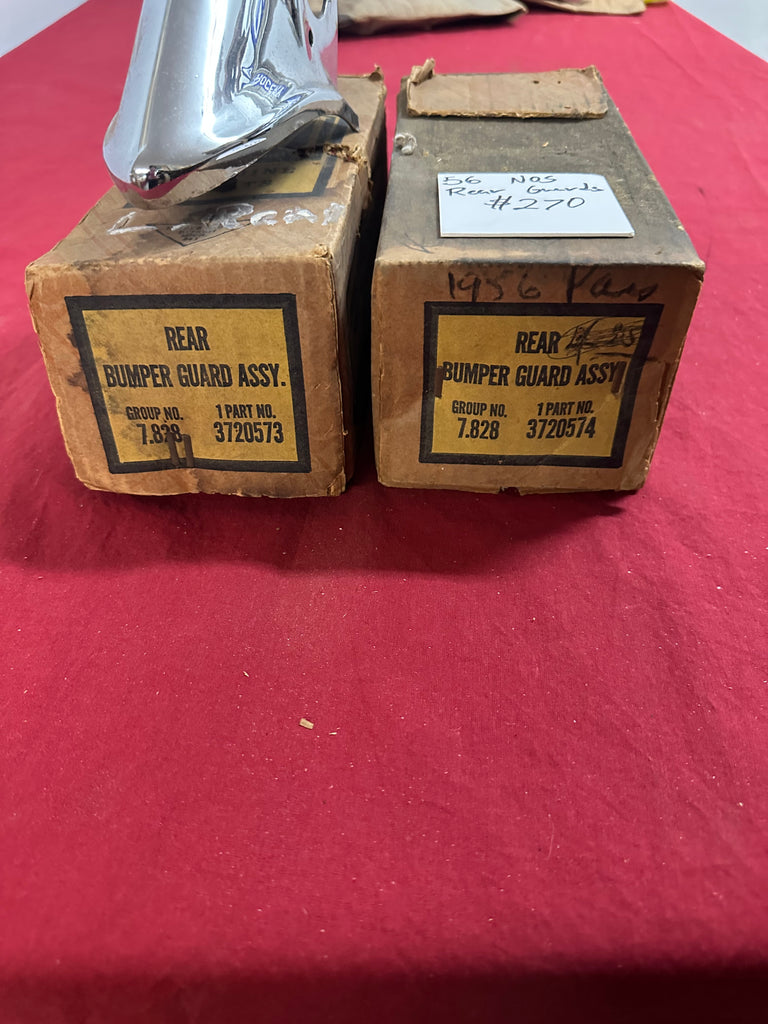 L. Rear
REAR
BUMPER GUARD ASSY.
GROUP NO. 1 PART NO.
7.828 3720573
56 NOS
Rear Guards
#270
1956 Pass
REAR
BUMPER GUARD ASSY
GROUP NO. 1 PART NO.
7.828 3720574